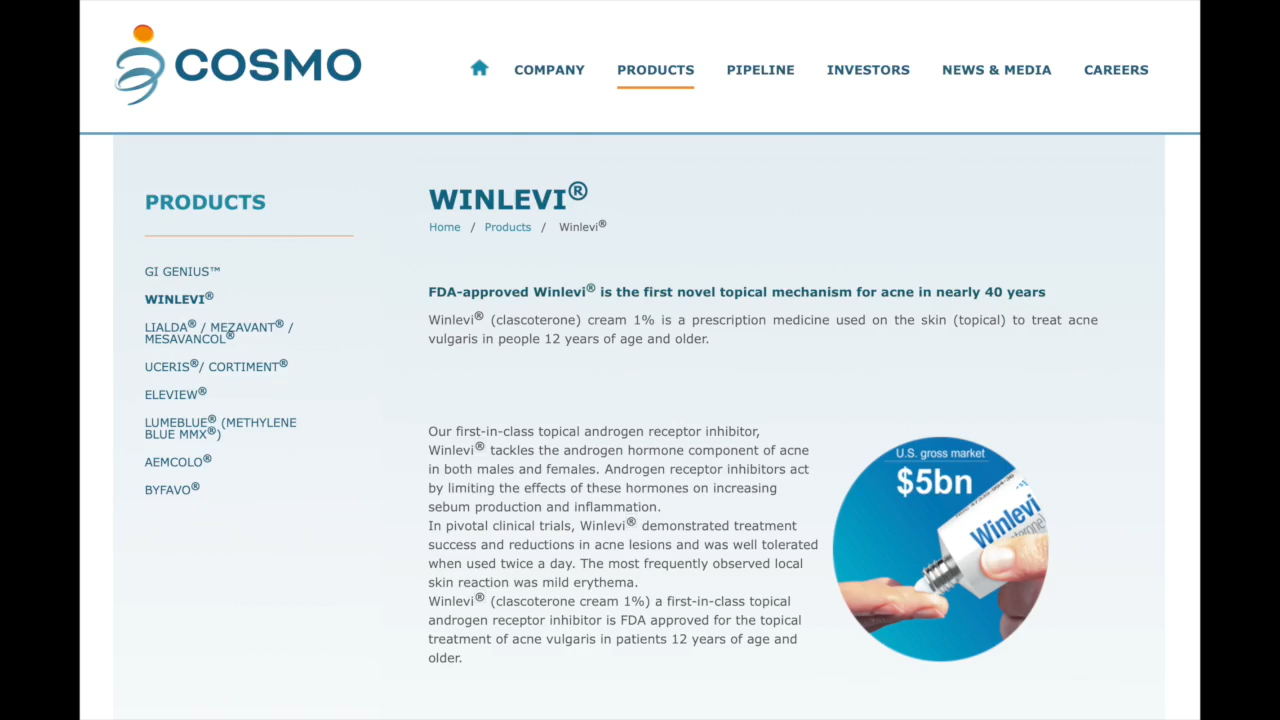 COSMO
COMPANY
PRODUCTS
PIPELINE
INVESTORS
NEWS & MEDIA
CAREERS
PRODUCTS
GI GENIUS™
WINLEVI®
LIALDA® / MEZAVANT® /
MESAVANCOL®
UCERIS®/ CORTIMENT®
ELEVIEW®
LUMEBLUE® (METHYLENE
BLUE MMX®)
AEMCOLO®
BYFAVO®
WINLEVI®
Home / Products / Winlevi®
FDA-approved Winlevi® is the first novel topical mechanism for acne in nearly 40 years
Winlevi® (clascoterone) cream 1% is a prescription medicine used on the skin (topical) to treat acne
vulgaris in people 12 years of age and older.
Our first-in-class topical androgen receptor inhibitor,
Winlevi® tackles the androgen hormone component of acne
in both males and females. Androgen receptor inhibitors act
by limiting the effects of these hormones on increasing
sebum production and inflammation.
In pivotal clinical trials, Winlevi® demonstrated treatment
success and reductions in acne lesions and was well tolerated
when used twice a day. The most frequently observed local
skin reaction was mild erythema.
Winlevi® (clascoterone cream 1%) a first-in-class topical
androgen receptor inhibitor is FDA approved for the topical
treatment of acne vulgaris in patients 12 years of age and
older.
U.S. gross market
$5bn
Winlevi